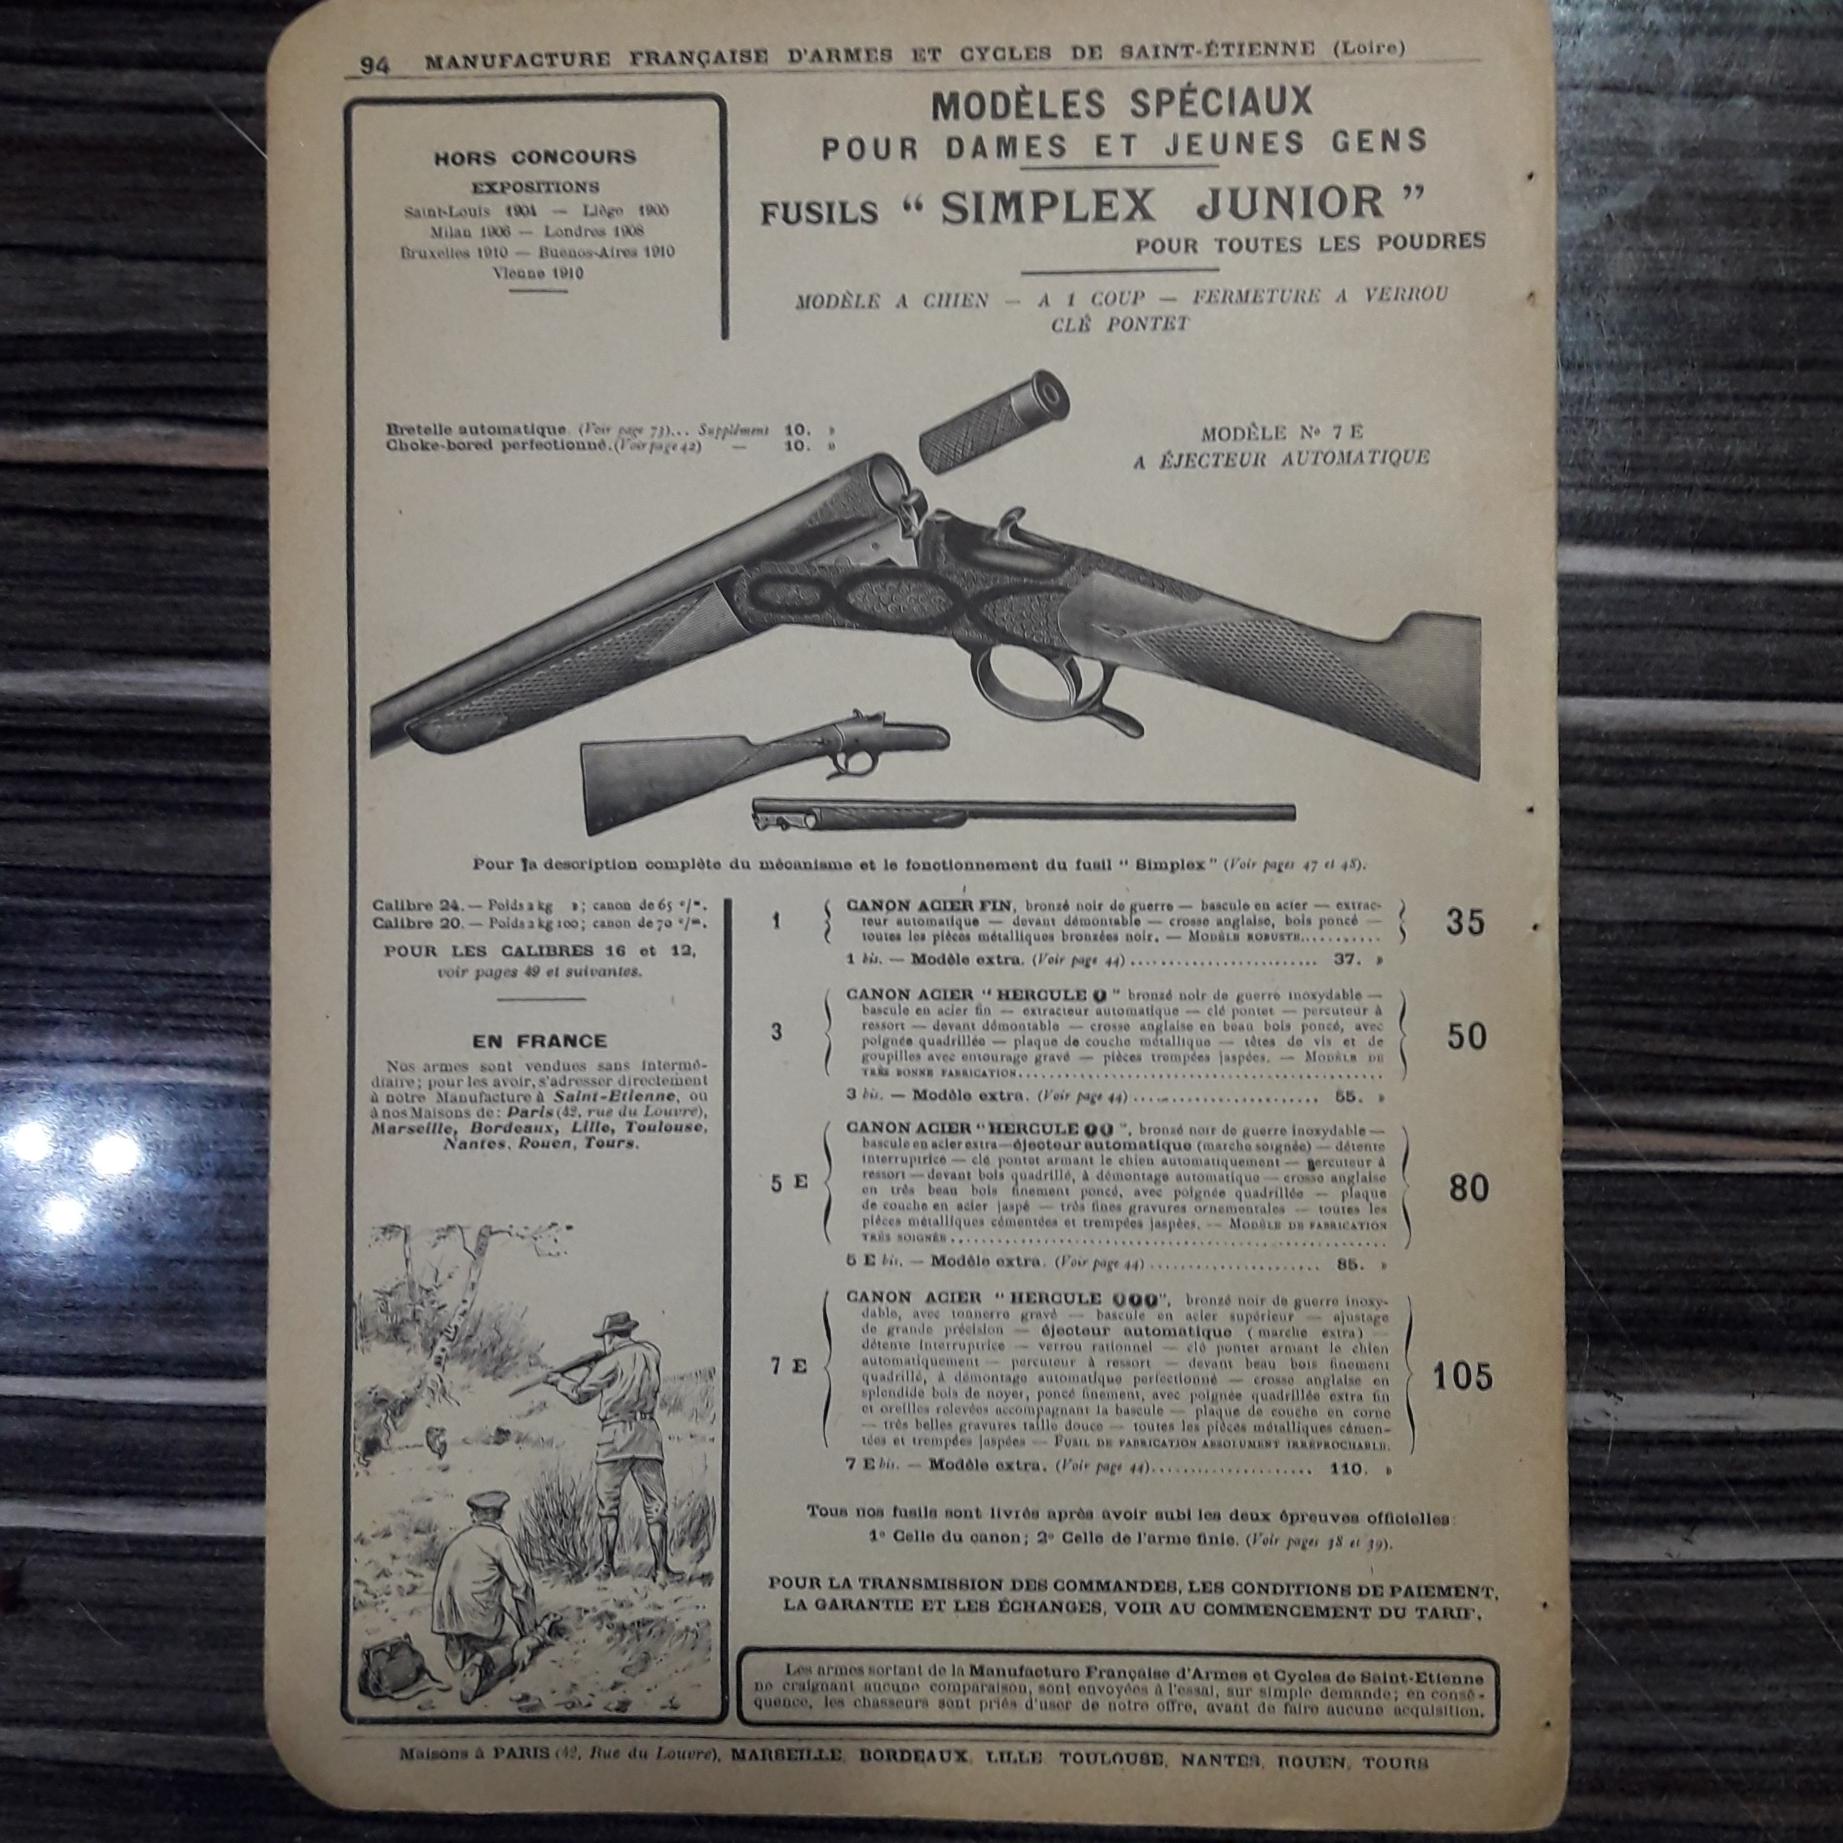 94 MANUFACTURE FRANÇAISE D'ARMES ET CYCLES DE SAINT-ÉTIENNE (Loire)
HORS CONCOURS
EXPOSITIONS
Saint-Louis 1904 — Liège 1905
Milan 1906 — Londres 1908
Bruxelles 1910 — Buenos-Aires 1910
Vienne 1910
MODÈLES SPÉCIAUX
POUR DAMES ET JEUNES GENS
FUSILS “ SIMPLEX JUNIOR ”
POUR TOUTES LES POUDRES
MODÈLE A CHIEN — A 1 COUP — FERMETURE A VERROU
CLÉ PONTET
Bretelle automatique. (Voir page 73)... Supplément 10. »
Choke-bored perfectionné.(Voir page 42) — 10. »
MODÈLE No 7 E
A ÉJECTEUR AUTOMATIQUE
Pour la description complète du mécanisme et le fonctionnement du fusil “ Simplex ” (Voir pages 47 et 48).
Calibre 24. — Poids 2 kg »; canon de 65 c/m.
Calibre 20. — Poids 2 kg 100; canon de 70 c/m.
POUR LES CALIBRES 16 et 12,
voir pages 49 et suivantes.
EN FRANCE
Nos armes sont vendues sans intermé-
diaire; pour les avoir, s'adresser directement
à notre Manufacture à Saint-Etienne, ou
à nos Maisons de: Paris (42, rue du Louvre),
Marseille, Bordeaux, Lille, Toulouse,
Nantes, Rouen, Tours.
1 CANON ACIER FIN, bronzé noir de guerre — bascule en acier — extrac-
teur automatique — devant démontable — crosse anglaise, bois poncé —
toutes les pièces métalliques bronzées noir. — MODÈLE ROBUSTE........... 35
1 bis. — Modèle extra. (Voir page 44)........................ 37. »
3 CANON ACIER “ HERCULE ” bronzé noir de guerre inoxydable —
bascule en acier fin — extracteur automatique — clé pontet — percuteur à
ressort — devant démontable — crosse anglaise en beau bois poncé, avec
poignée quadrillée — plaque de couche métallique — têtes de vis et de
goupilles avec entourage gravé — pièces trempées jaspées. — MODÈLE DE
TRÈS BONNE FABRICATION........................ 50
3 bis. — Modèle extra. (Voir page 44)........................ 55. »
5 E CANON ACIER “ HERCULE ”, bronzé noir de guerre inoxydable —
bascule en acier extra — éjecteur automatique (marche soignée) — détente
interruptrice — clé pontet armant le chien automatiquement — percuteur à
ressort — devant bois quadrillé, à démontage automatique — crosse anglaise
en très beau bois finement poncé, avec poignée quadrillée — plaque
de couche en acier jaspé — très fines gravures ornementales — toutes les
pièces métalliques cémentées et trempées jaspées. — MODÈLE DE FABRICATION
TRÈS SOIGNÉE........................ 80
5 E bis. — Modèle extra. (Voir page 44)........................ 85. »
7 E CANON ACIER “ HERCULE ”, bronzé noir de guerre inoxy-
dable, avec tonnerre gravé — bascule en acier supérieur — ajustage
de grande précision — éjecteur automatique (marche extra) —
détente interruptrice — verrou rationnel — clé pontet armant le chien
automatiquement — percuteur à ressort — devant beau bois finement
quadrillé, à démontage automatique perfectionné — crosse anglaise en
splendide bois de noyer, poncé finement, avec poignée quadrillée extra fin
et oreilles relevées accompagnant la bascule — plaque de couche en corne
— très belles gravures taille douce — toutes les pièces métalliques cémen-
tées et trempées jaspées — FUSIL DE FABRICATION ABSOLUMENT IRRÉPROCHABLE. 105
7 E bis. — Modèle extra. (Voir page 44)........................ 110. »
Tous nos fusils sont livrés après avoir subi les deux épreuves officielles:
1o Celle du canon; 2o Celle de l'arme finie. (Voir pages 38 et 39).
POUR LA TRANSMISSION DES COMMANDES, LES CONDITIONS DE PAIEMENT,
LA GARANTIE ET LES ÉCHANGES, VOIR AU COMMENCEMENT DU TARIF.
Les armes sortant de la Manufacture Française d'Armes et Cycles de Saint-Etienne
ne craignant aucune comparaison, sont envoyées à l'essai, sur simple demande; en consé-
quence, les chasseurs sont priés d'user de notre offre, avant de faire aucune acquisition.
Maisons à PARIS (42, Rue du Louvre), MARSEILLE, BORDEAUX, LILLE, TOULOUSE, NANTES, ROUEN, TOURS